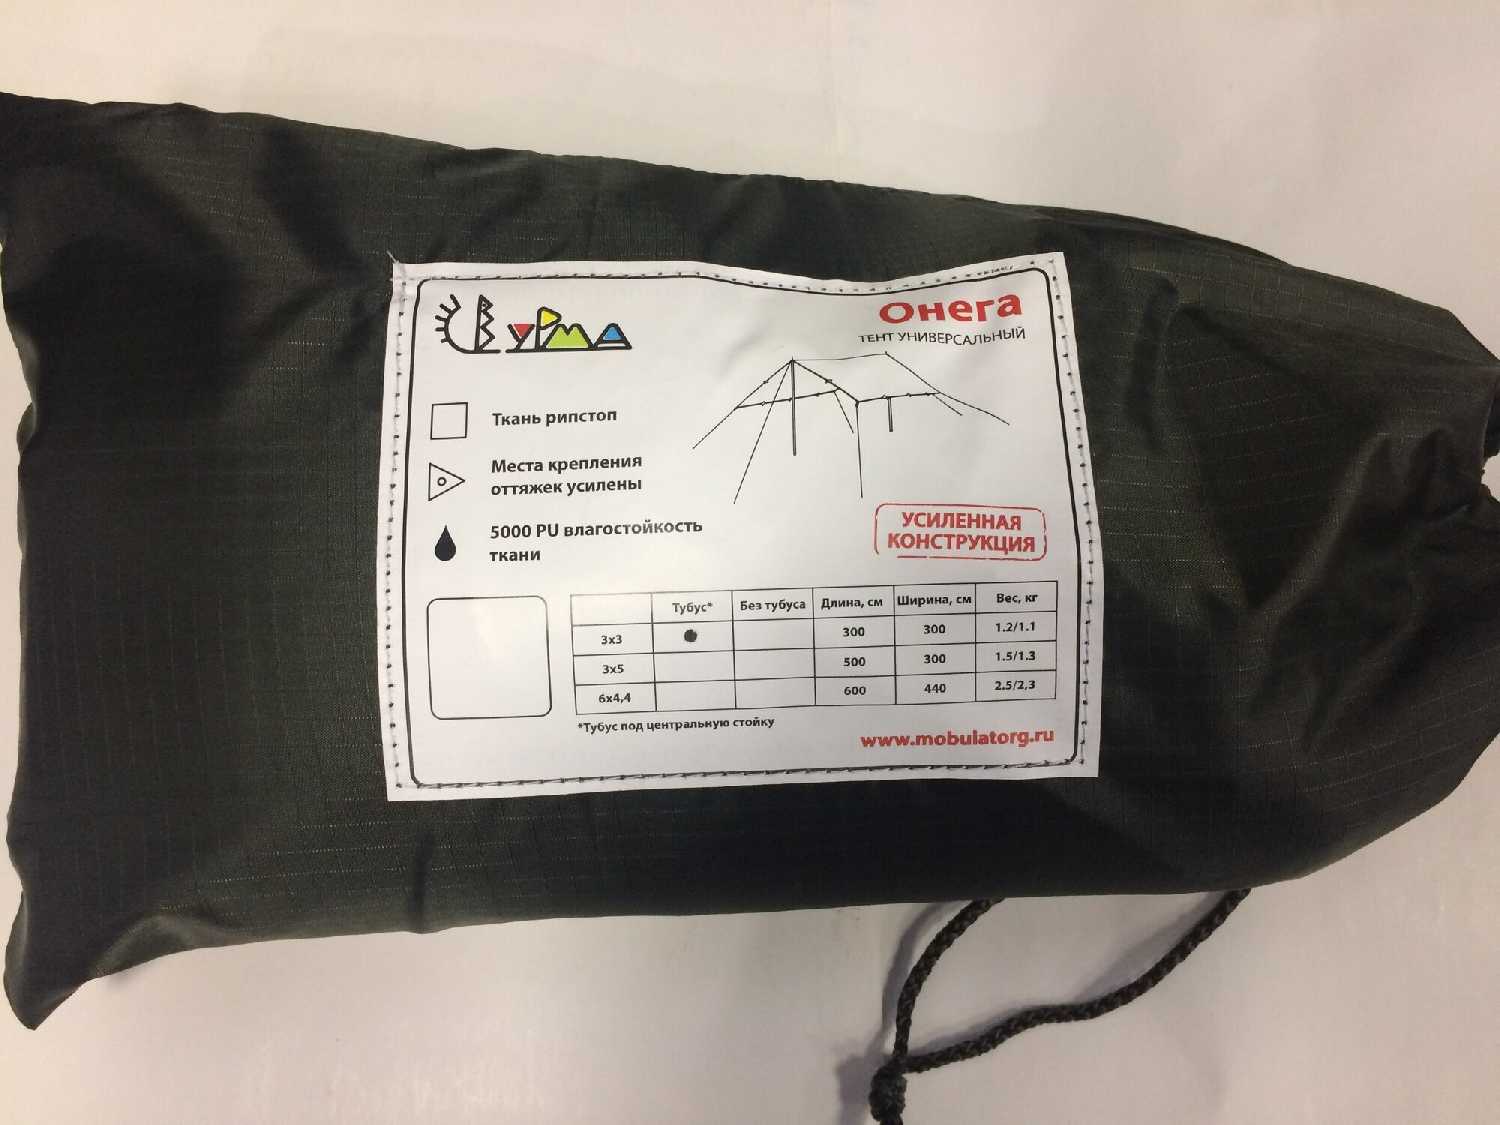 УРМА
Онега
ТЕНТ УНИВЕРСАЛЬНЫЙ
Ткань рипстоп
Места крепления
оттяжек усилены
5000 PU влагостойкость
ткани
УСИЛЕННАЯ
КОНСТРУКЦИЯ
Тубус* Без тубуса Длина, см Ширина, см Вес, кг
3x3 300 300 1.2/1.1
3x5 500 300 1.5/1.3
6x4,4 600 440 2.5/2,3
*Тубус под центральную стойку
www.mobulatorg.ru